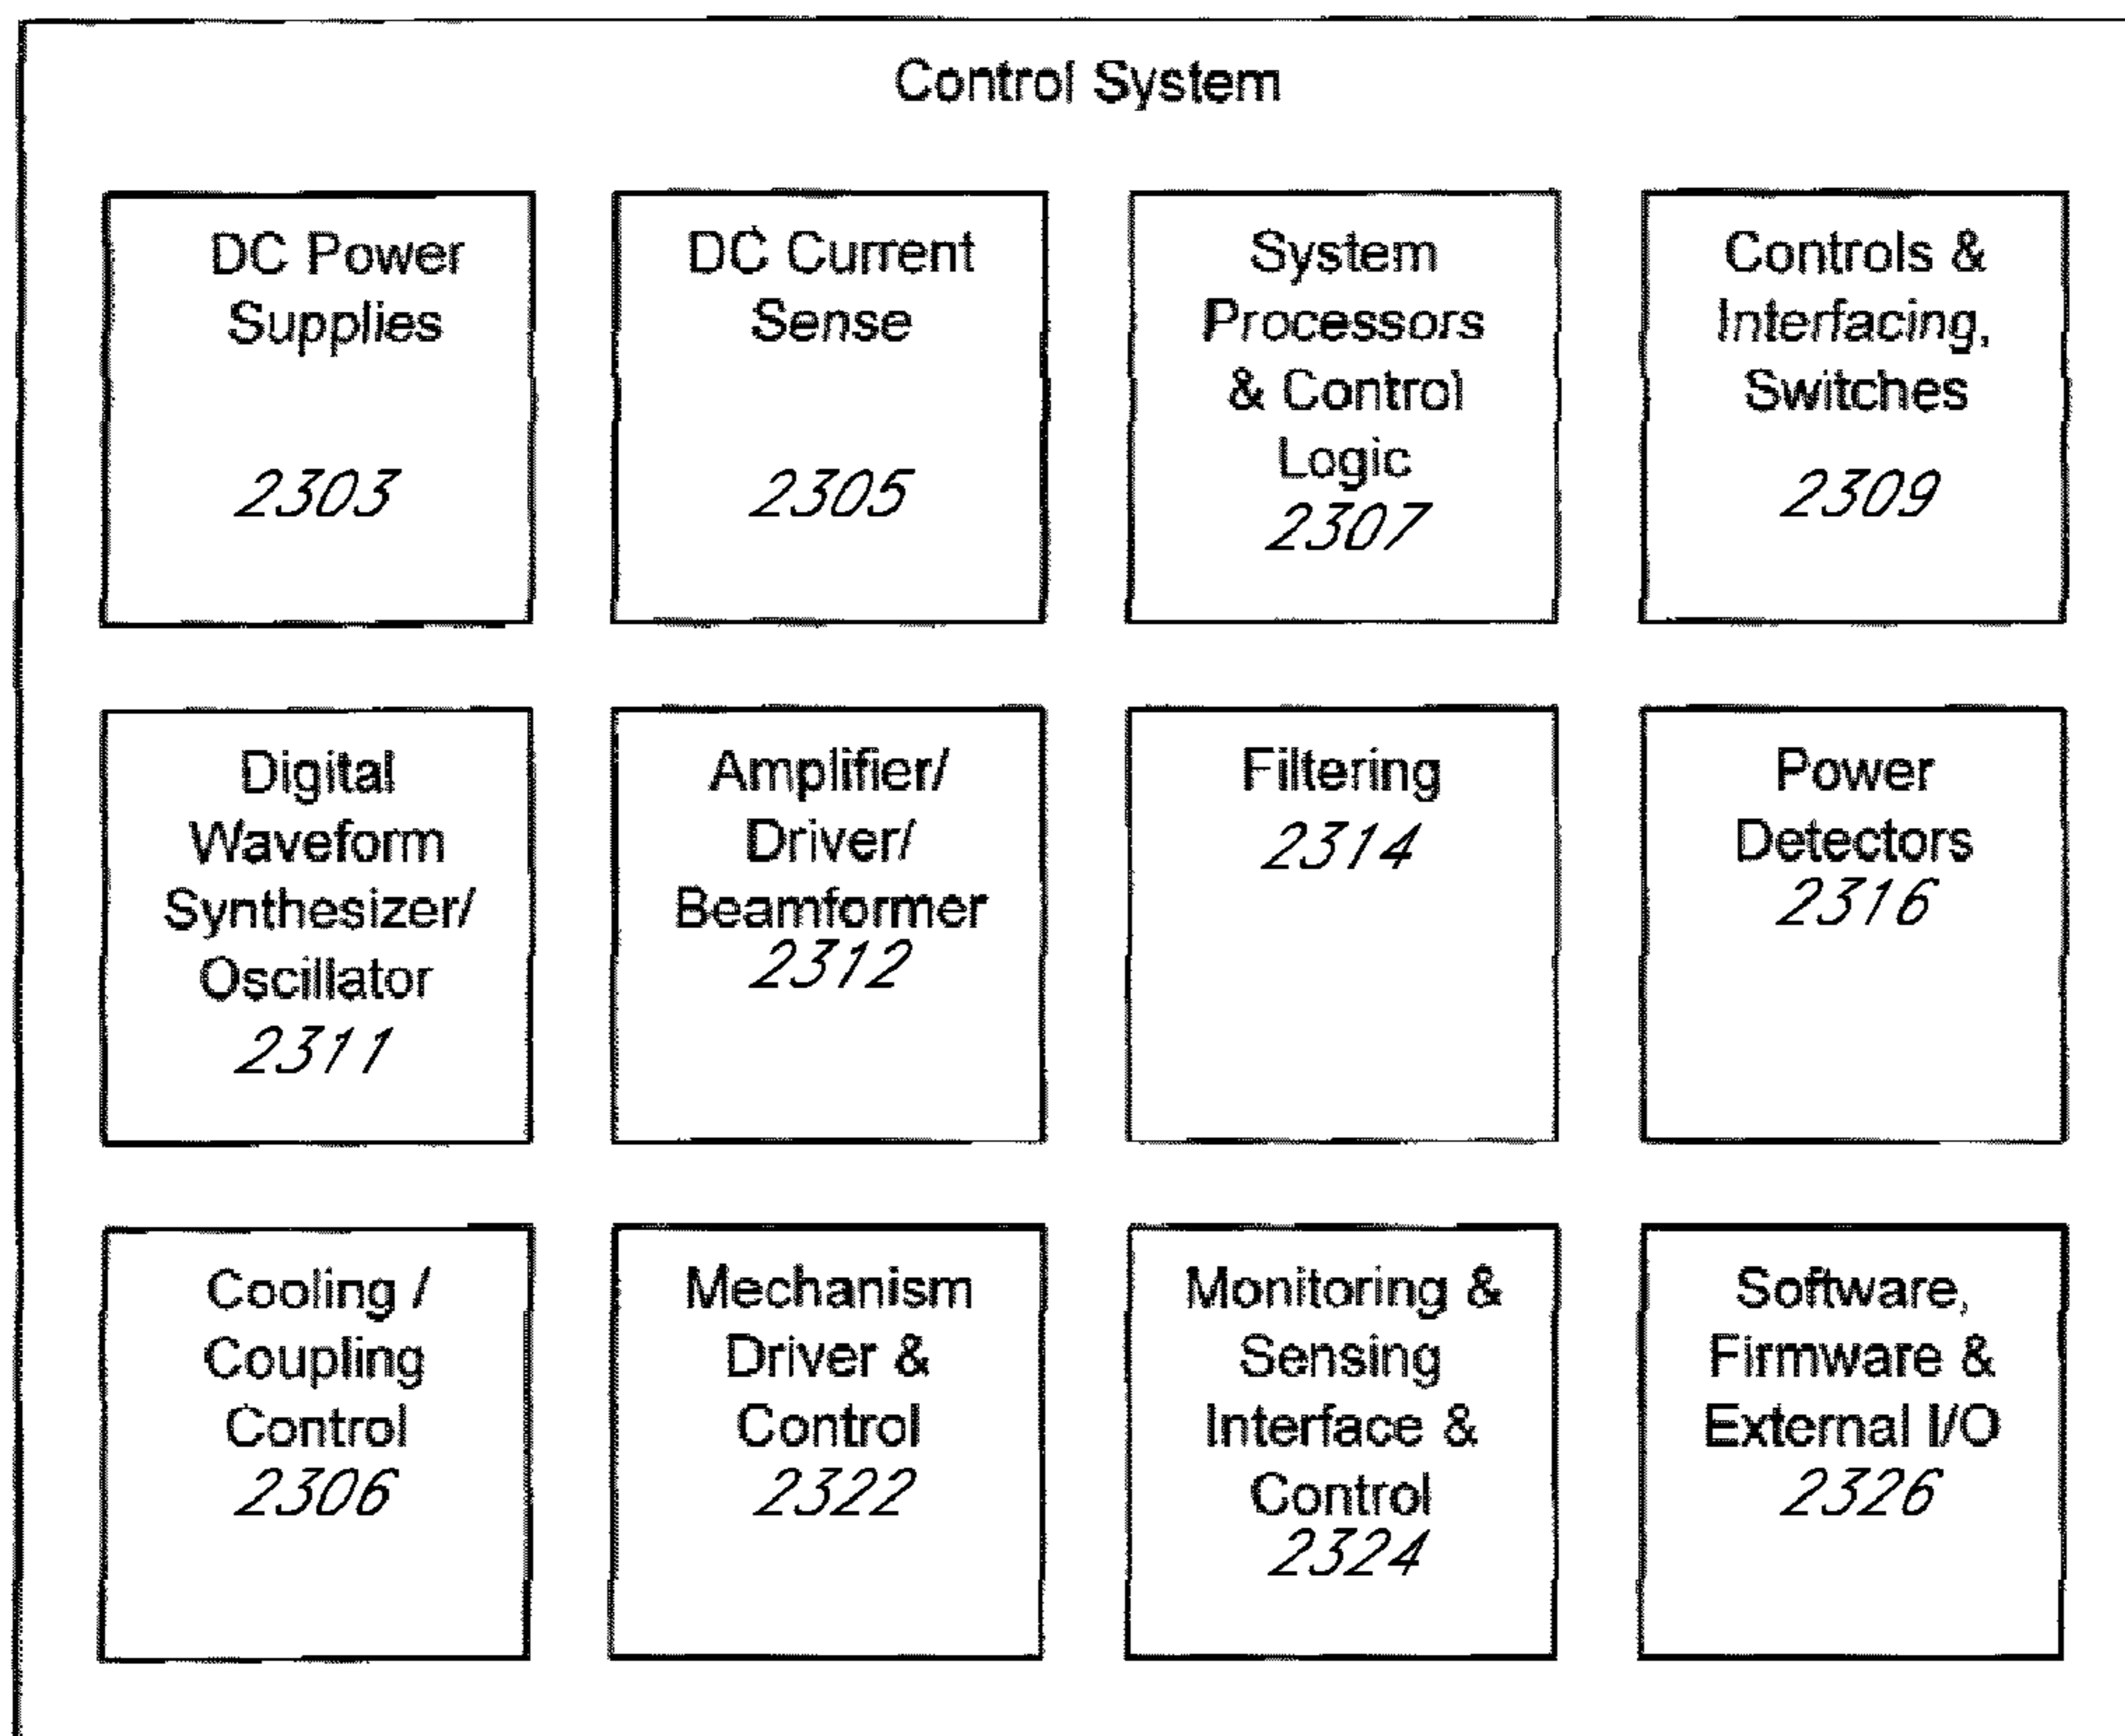 Control System
DC Power
Supplies
2303
DC Current
Sense
2305
System
Processors
& Control
Logic
2307
Controls &
Interfacing,
Switches
2309
Digital
Waveform
Synthesizer/
Oscillator
2311
Amplifier/
Driver/
Beamformer
2312
Filtering
2314
Power
Detectors
2316
Cooling /
Coupling
Control
2306
Mechanism
Driver &
Control
2322
Monitoring &
Sensing
Interface &
Control
2324
Software,
Firmware &
External I/O
2326